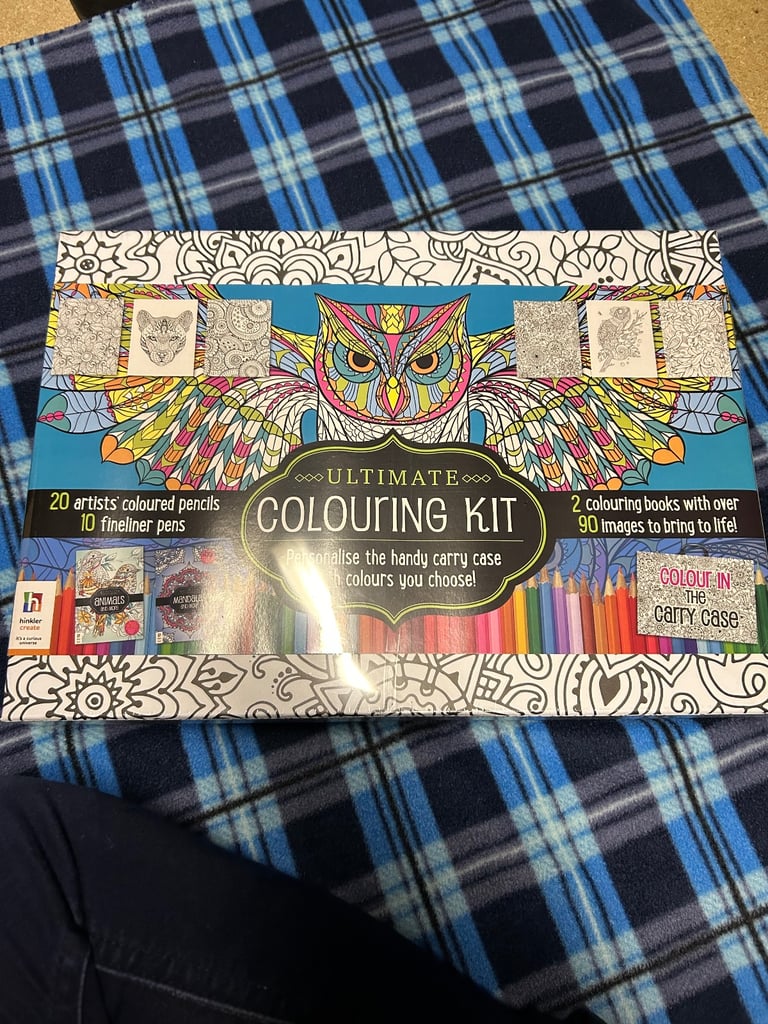 ULTIMATE
COLOURING KIT
Personalise the handy carry case
colours you choose!
20 artists' coloured pencils
10 fineliner pens
2 colouring books with over
90 images to bring to life!
hinkler
create
it's a curious
universe
ANIMALS
AND MORE
MANDALAS
COLOUR IN
THE
CARRY CASE